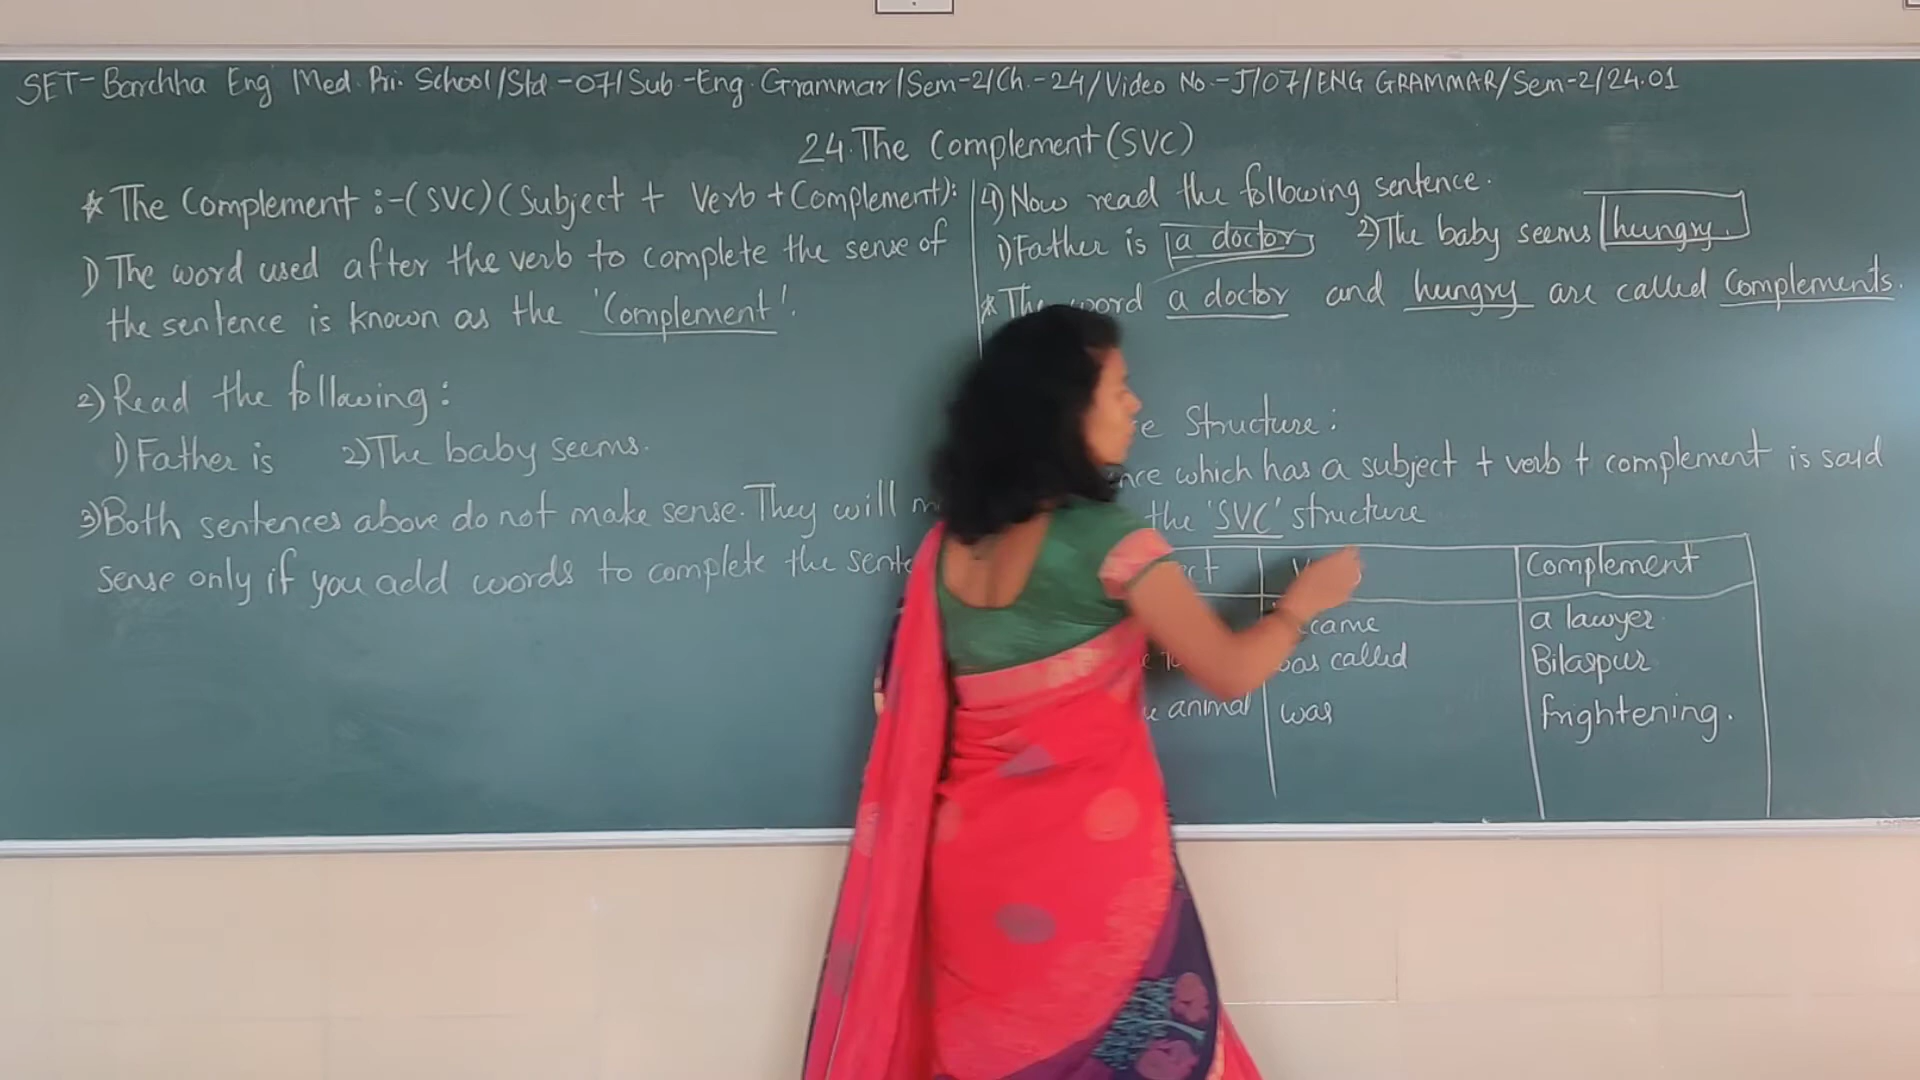 SET-Barchha Eng Med. Pri. School/Std-07/Sub-Eng. Grammar/Sem-2/Ch.-24/Video No.-J/07/ENG GRAMMAR/Sem-2/24.01
24.The Complement(SVC)
* The Complement :-(SVC)(Subject + Verb + Complement):
1)The word used after the verb to complete the sense of
the sentence is known as the 'Complement'.
2)Read the following:
1)Father is 2)The baby seems.
3)Both sentences above do not make sense. They will
sense only if you add words to complete the
4)Now read the following sentence.
1)Father is a doctor 2)The baby seems hungry.
*The word a doctor and hungry are called Complements.
Structure:
which has a subject + verb + complement is said
the 'SVC' structure
Complement
a lawyer
was called Bilaspur
animal was frightening.